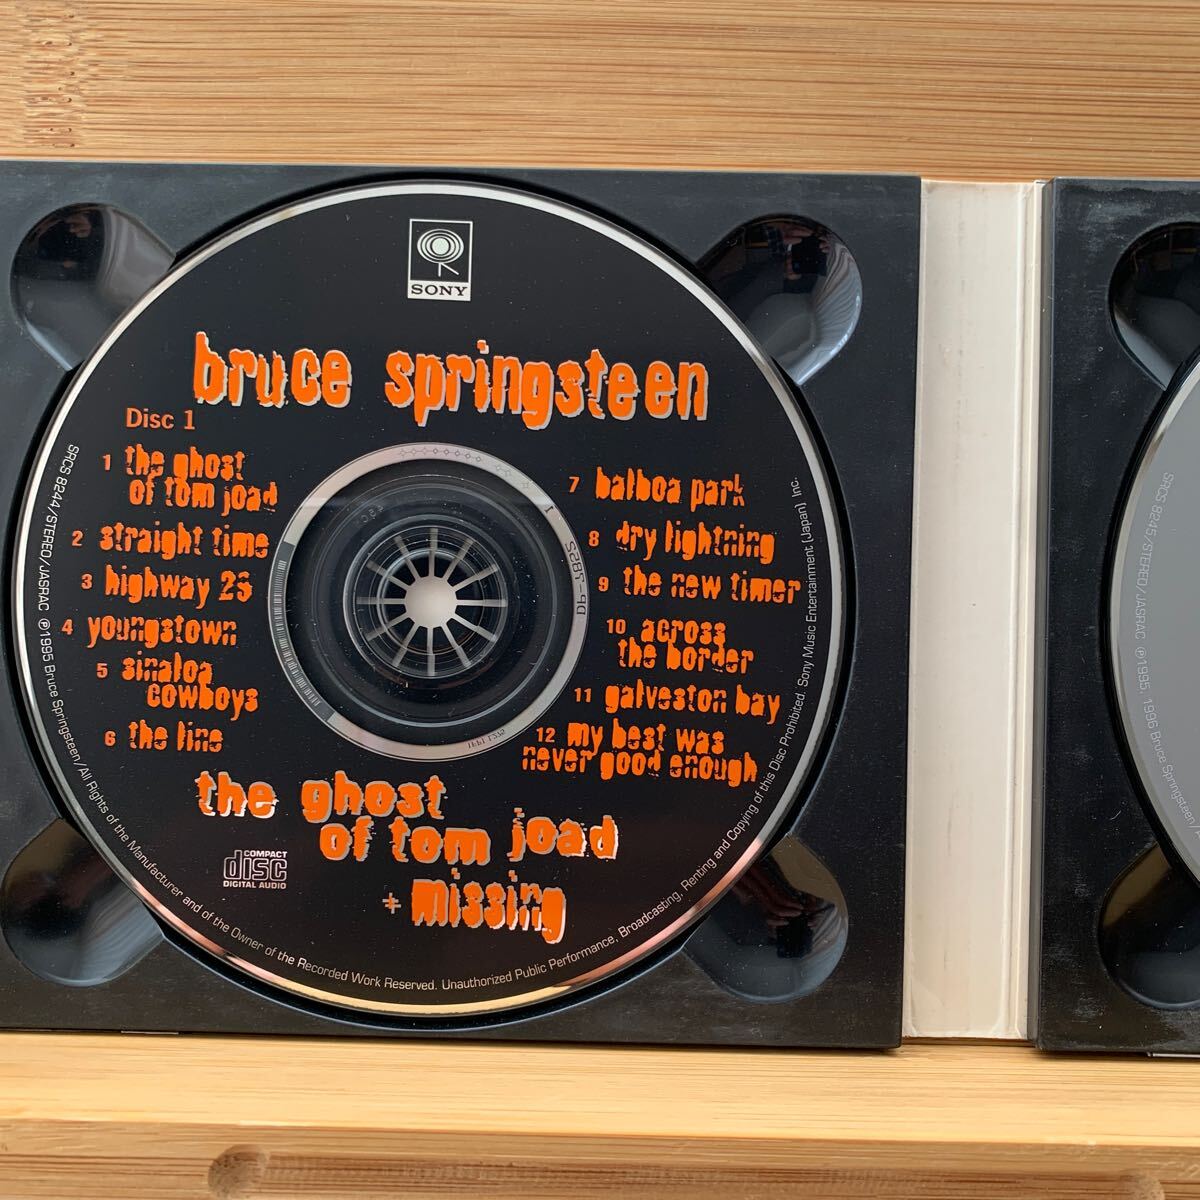 SONY
bruce springsteen
Disc 1
1 the ghost
of tom joad
2 straight time
3 highway 29
4 youngstown
5 sinaloa
cowboys
6 the line
7 balboa park
8 dry lightning
9 the new timer
10 across
the border
11 galveston bay
12 my best was
never good enough
the ghost
of tom joad
+ missing
COMPACT
disc
DIGITAL AUDIO
SRCS 8244/STEREO/JASRAC ℗1995 Bruce Springsteen/All Rights of the Manufacturer and of the Owner of the Recorded Work Reserved. Unauthorized Public Performance, Broadcasting, Renting and Copying of this Disc Prohibited. Sony Music Entertainment (Japan) Inc.
SRCS 8245/STEREO/JASRAC ℗1995, 1996 Bruce Springsteen/